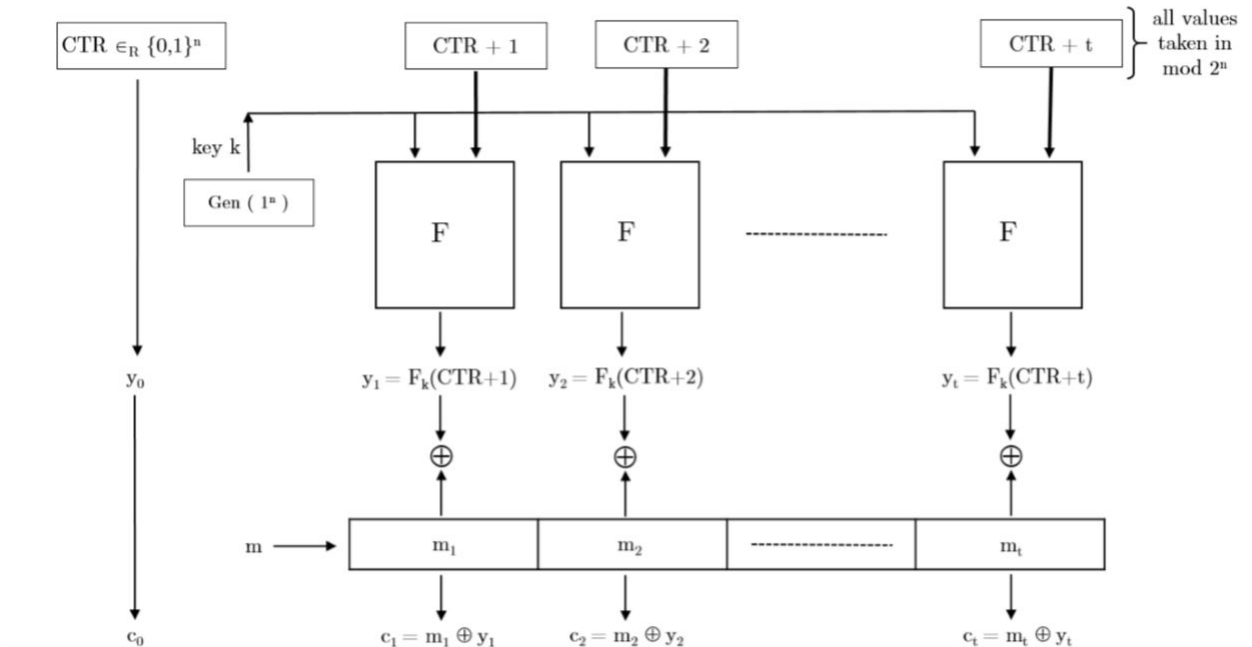 CTR ∈R {0,1}ⁿ
CTR + 1
CTR + 2
CTR + t
all values
taken in
mod 2ⁿ
key k
Gen ( 1ⁿ )
F
F
F
y₀
y₁ = Fₖ(CTR+1)
y₂ = Fₖ(CTR+2)
yₜ = Fₖ(CTR+t)
⊕
⊕
⊕
m
m₁
m₂
mₜ
c₀
c₁ = m₁ ⊕ y₁
c₂ = m₂ ⊕ y₂
cₜ = mₜ ⊕ yₜ